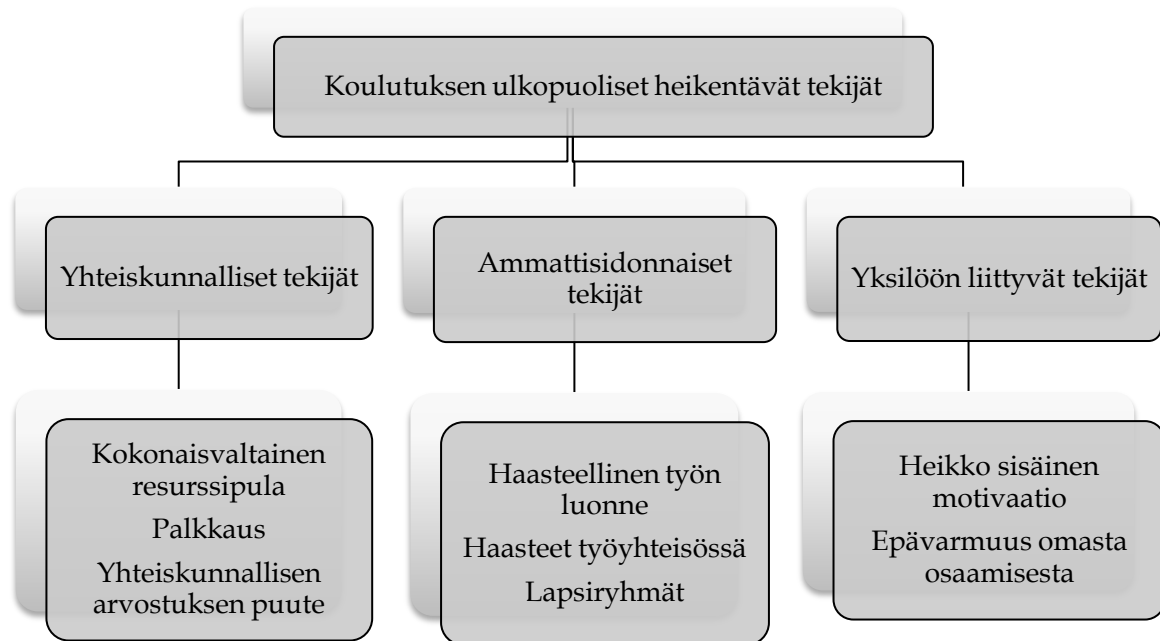 Koulutuksen ulkopuoliset heikentävät tekijät
Yhteiskunnalliset tekijät
Ammattisidonnaiset
tekijät
Yksilöön liittyvät tekijät
Kokonaisvaltainen
resurssipula
Palkkaus
Yhteiskunnallisen
arvostuksen puute
Haasteellinen työn
luonne
Haasteet työyhteisössä
Lapsiryhmät
Heikko sisäinen
motivaatio
Epävarmuus omasta
osaamisesta